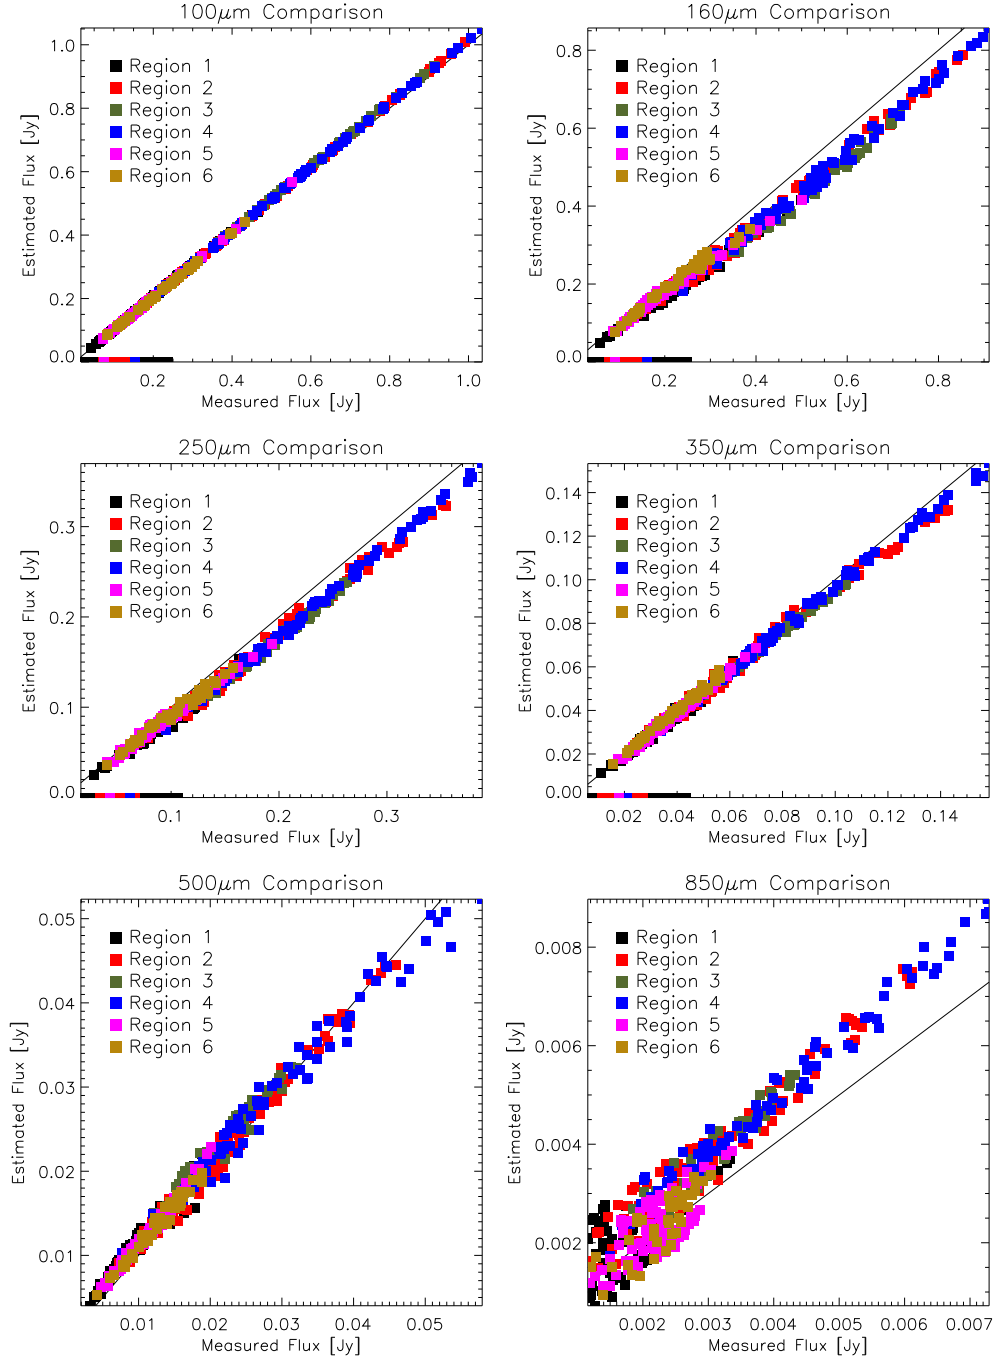 100μm Comparison
Estimated Flux [Jy]
1.0
0.8
0.6
0.4
0.2
0.0
Region 1
Region 2
Region 3
Region 4
Region 5
Region 6
0.2 0.4 0.6 0.8 1.0
Measured Flux [Jy]
160μm Comparison
Estimated Flux [Jy]
0.8
0.6
0.4
0.2
0.0
Region 1
Region 2
Region 3
Region 4
Region 5
Region 6
0.2 0.4 0.6 0.8
Measured Flux [Jy]
250μm Comparison
Estimated Flux [Jy]
0.3
0.2
0.1
0.0
Region 1
Region 2
Region 3
Region 4
Region 5
Region 6
0.1 0.2 0.3
Measured Flux [Jy]
350μm Comparison
Estimated Flux [Jy]
0.14
0.12
0.10
0.08
0.06
0.04
0.02
0.00
Region 1
Region 2
Region 3
Region 4
Region 5
Region 6
0.02 0.04 0.06 0.08 0.10 0.12 0.14
Measured Flux [Jy]
500μm Comparison
Estimated Flux [Jy]
0.05
0.04
0.03
0.02
0.01
Region 1
Region 2
Region 3
Region 4
Region 5
Region 6
0.01 0.02 0.03 0.04 0.05
Measured Flux [Jy]
850μm Comparison
Estimated Flux [Jy]
0.008
0.006
0.004
0.002
Region 1
Region 2
Region 3
Region 4
Region 5
Region 6
0.002 0.003 0.004 0.005 0.006 0.007
Measured Flux [Jy]